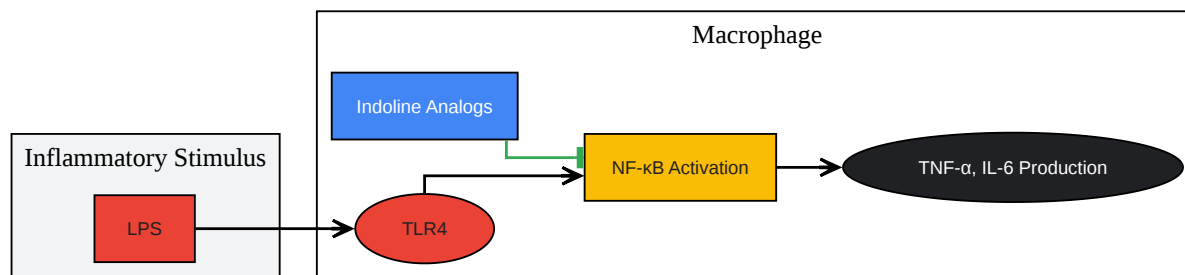 Macrophage
Indoline Analogs
Inflammatory Stimulus
NF-κB Activation
TNF-α, IL-6 Production
LPS
TLR4